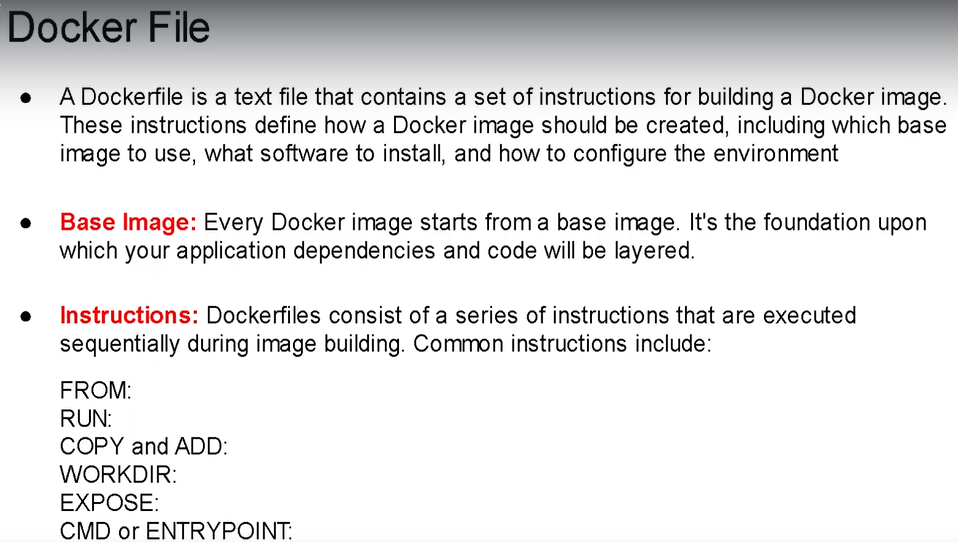 Docker File
● A Dockerfile is a text file that contains a set of instructions for building a Docker image.
These instructions define how a Docker image should be created, including which base
image to use, what software to install, and how to configure the environment
● Base Image: Every Docker image starts from a base image. It's the foundation upon
which your application dependencies and code will be layered.
● Instructions: Dockerfiles consist of a series of instructions that are executed
sequentially during image building. Common instructions include:
FROM:
RUN:
COPY and ADD:
WORKDIR:
EXPOSE:
CMD or ENTRYPOINT: